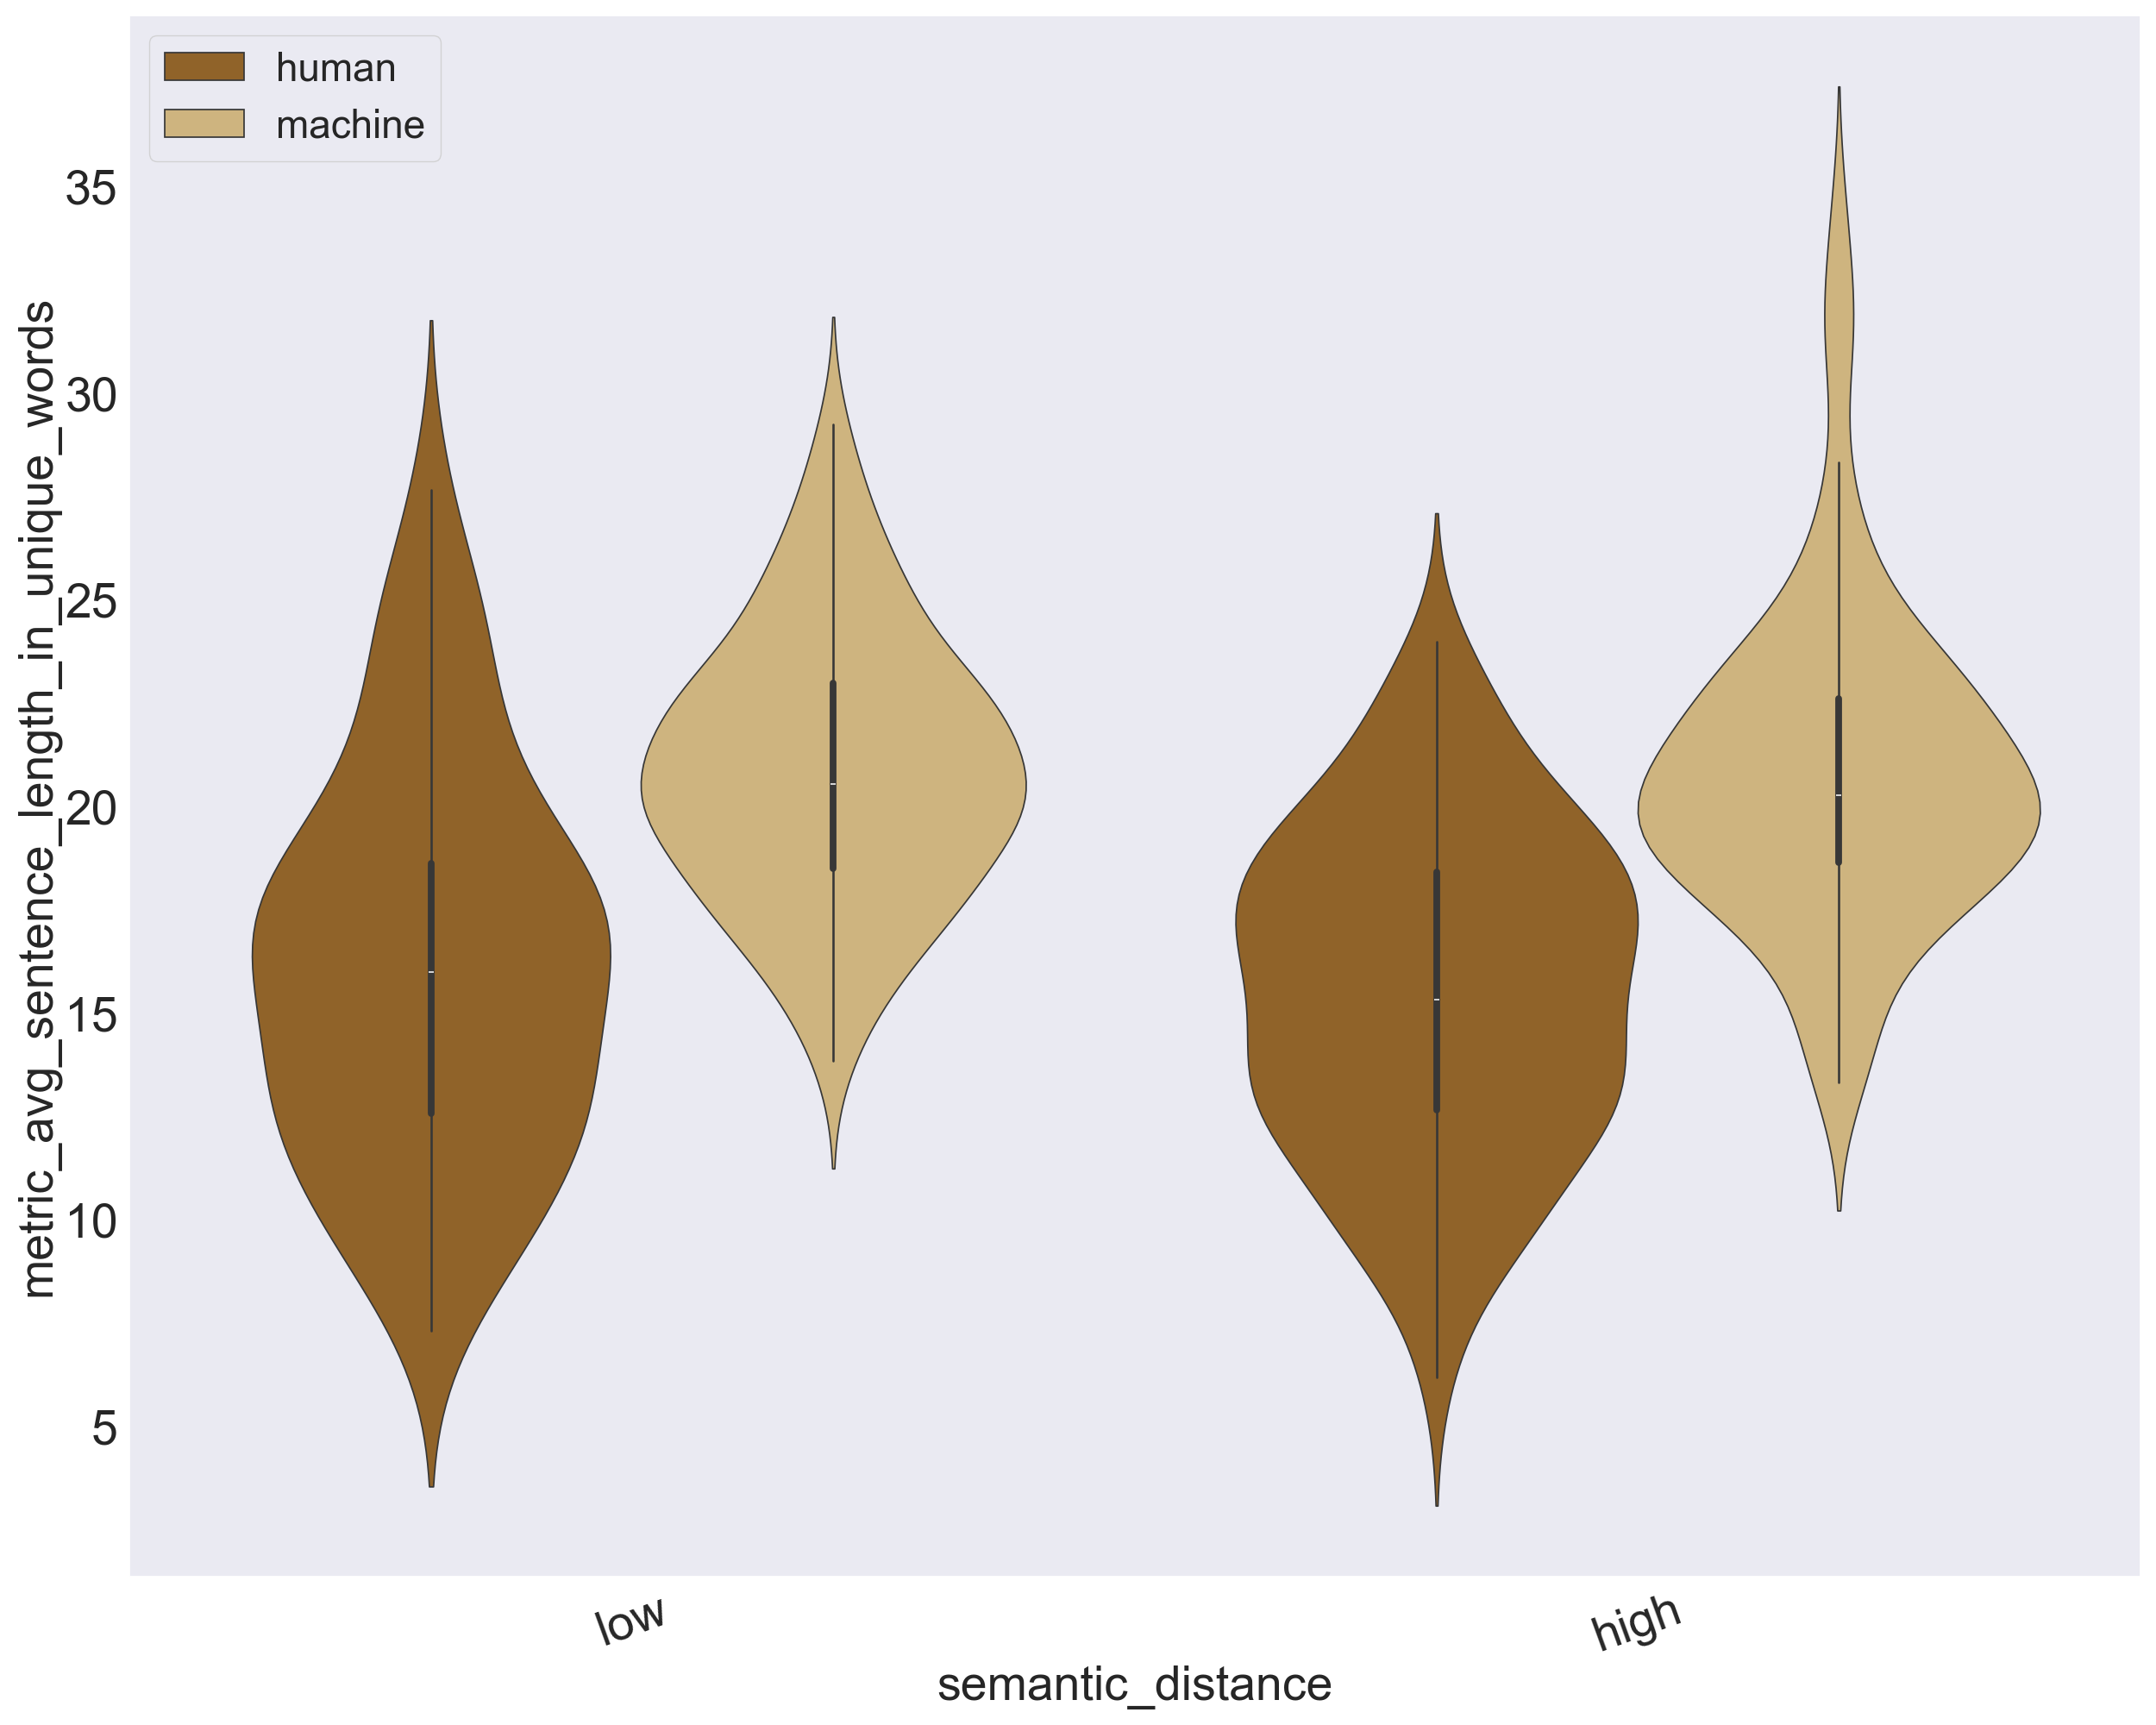 human
machine
metric_avg_sentence_length_in_unique_words
35
30
25
20
15
10
5
low
high
semantic_distance